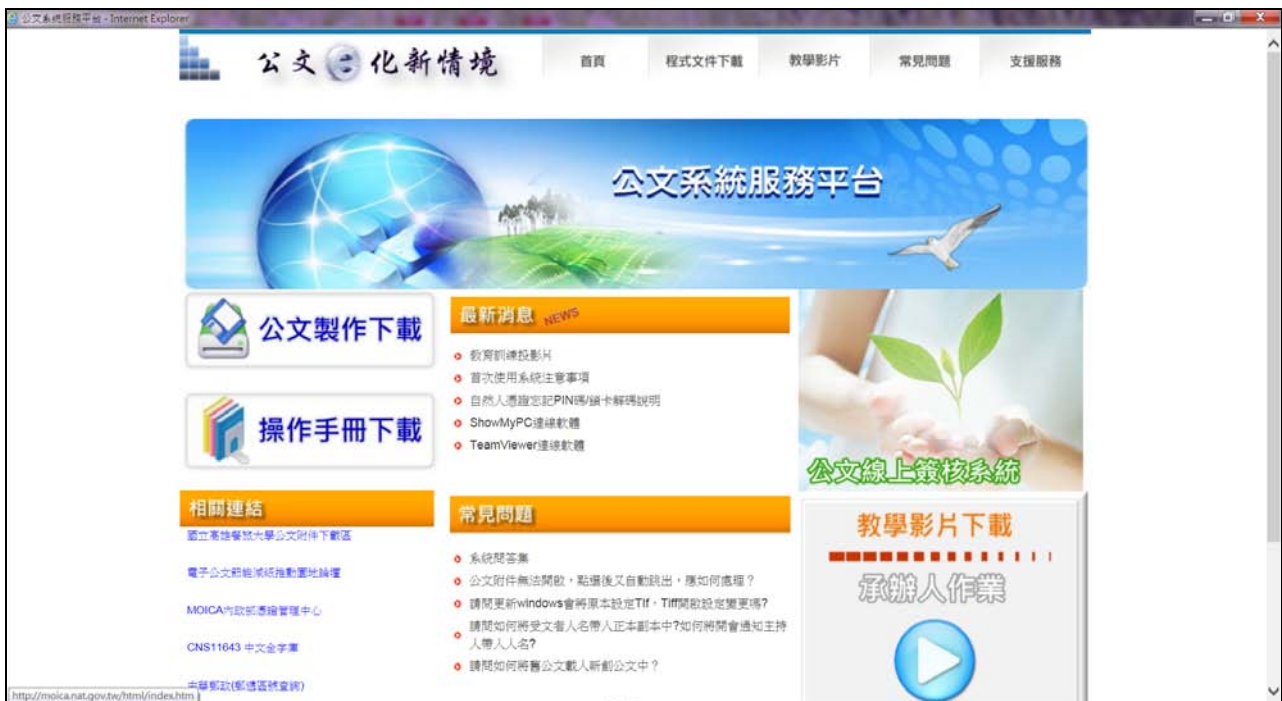 公文系統服務平台 - Internet Explorer
公文e化新情境
首頁
程式文件下載
教學影片
常見問題
支援服務
公文系統服務平台
公文製作下載
操作手冊下載
最新消息 NEWS
教育訓練投影片
首次使用系統注意事項
自然人憑證忘記PIN碼/鎖卡解碼說明
ShowMyPC連線軟體
TeamViewer連線軟體
公文線上簽核系統
相關連結
國立高雄餐旅大學公文附件下載區
電子公文節能減紙推動園地論壇
MOICA內政部憑證管理中心
CNS11643 中文全字庫
中華郵政(郵遞區號查詢)
常見問題
系統問答集
公文附件無法開啟，點選後又自動跳出，應如何處理？
請問更新windows會將原本設定Tif，Tiff開啟設定變更嗎?
請問如何將受文者人名帶入正本副本中?如何將開會通知主持
人帶入人名?
請問如何將舊公文載入新創公文中？
教學影片下載
承辦人作業
http://moica.nat.gov.tw/html/index.htm